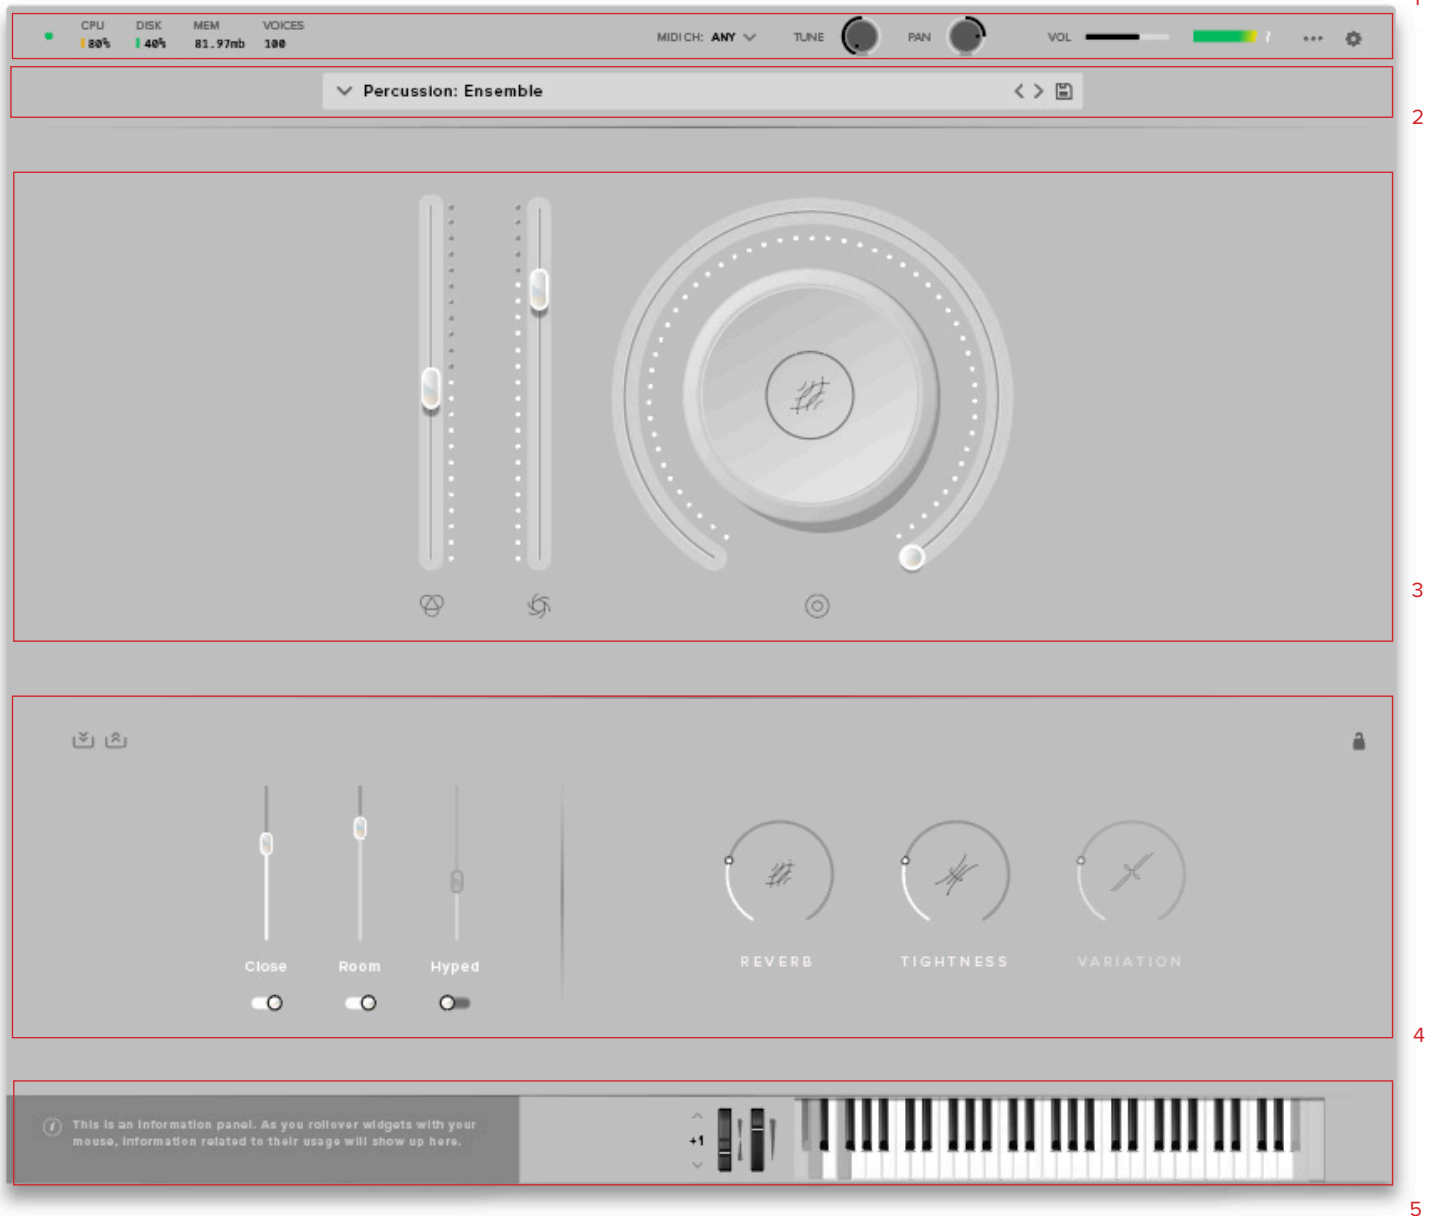 1
CPU DISK MEM VOICES
80% 40% 81.97mb 100
MIDI CH: ANY TUNE PAN VOL
Percussion: Ensemble
2
3
Close Room Hyped
REVERB TIGHTNESS VARIATION
4
This is an information panel. As you rollover widgets with your
mouse, information related to their usage will show up here.
+1
5